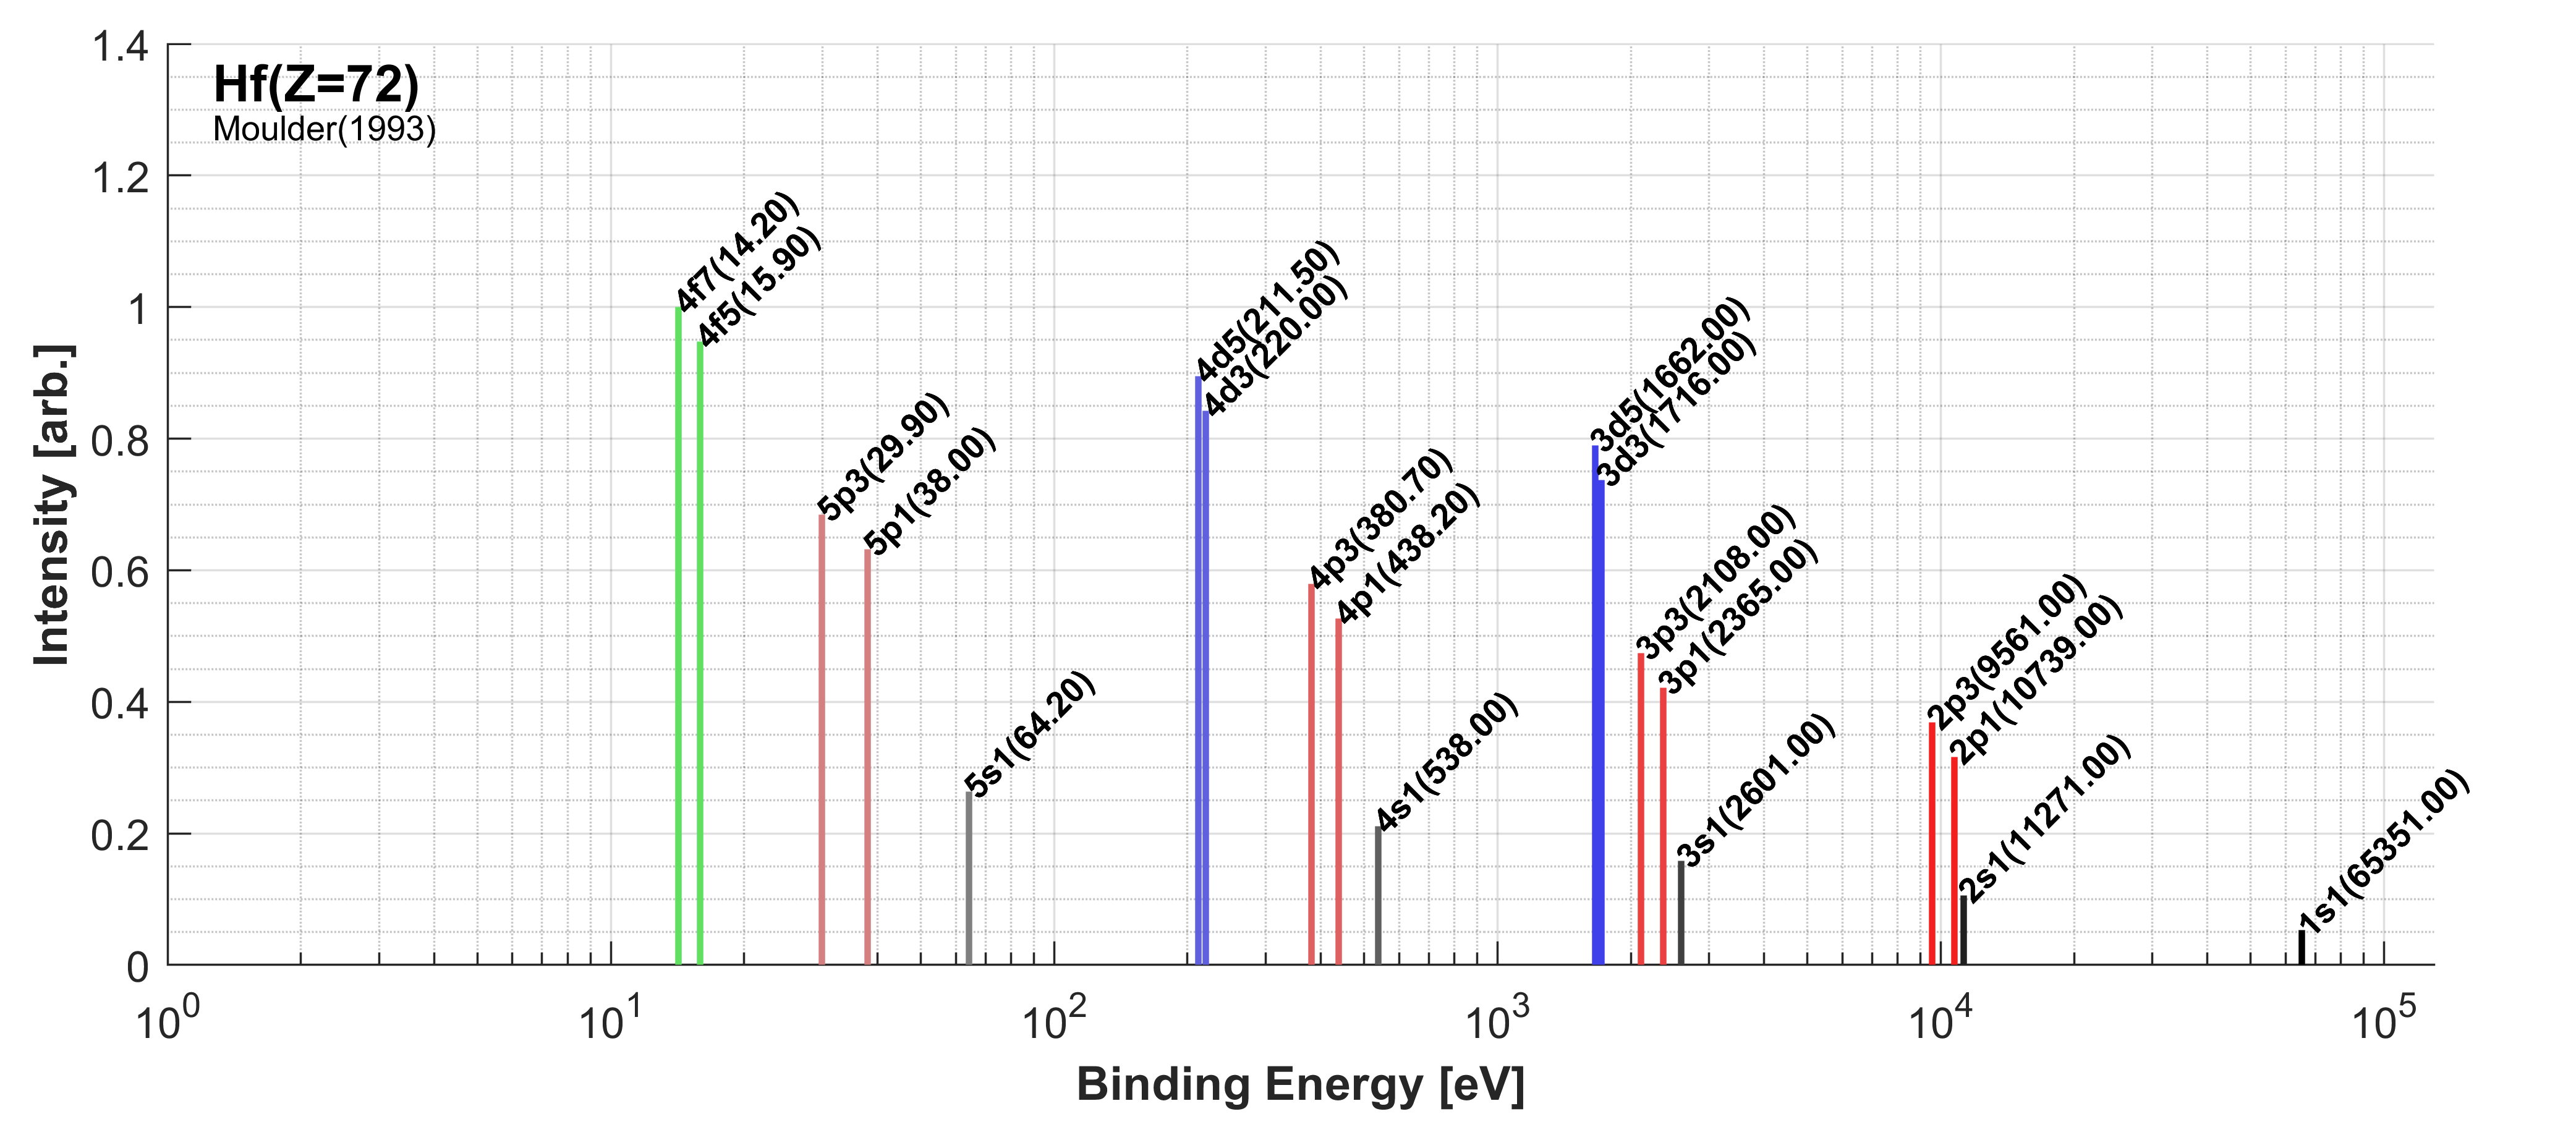 Hf(Z=72)
Moulder(1993)
Intensity [arb.]
1.4
1.2
1
0.8
0.6
0.4
0.2
0
4f7(14.20)
4f5(15.90)
5p3(29.90)
5p1(38.00)
5s1(64.20)
4d5(211.50)
4d3(220.00)
4p3(380.70)
4p1(438.20)
4s1(538.00)
3d5(1662.00)
3d3(1716.00)
3p3(2108.00)
3p1(2365.00)
3s1(2601.00)
2p3(9561.00)
2p1(10739.00)
2s1(11271.00)
1s1(65351.00)
10^0 10^1 10^2 10^3 10^4 10^5
Binding Energy [eV]